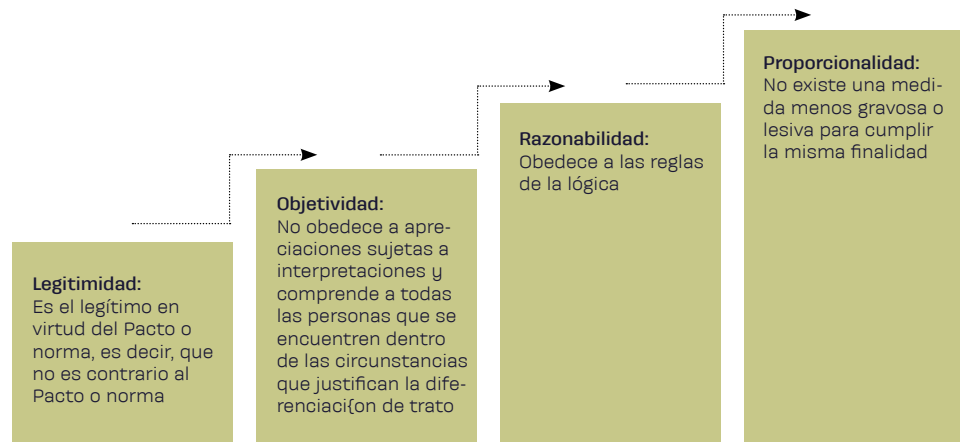 Legitimidad:
Es el legítimo en
virtud del Pacto o
norma, es decir, que
no es contrario al
Pacto o norma
Objetividad:
No obedece a apre-
ciaciones sujetas a
interpretaciones y
comprende a todas
las personas que se
encuentren dentro
de las circunstancias
que justifican la dife-
renciaci{on de trato
Razonabilidad:
Obedece a las reglas
de la lógica
Proporcionalidad:
No existe una medi-
da menos gravosa o
lesiva para cumplir
la misma finalidad